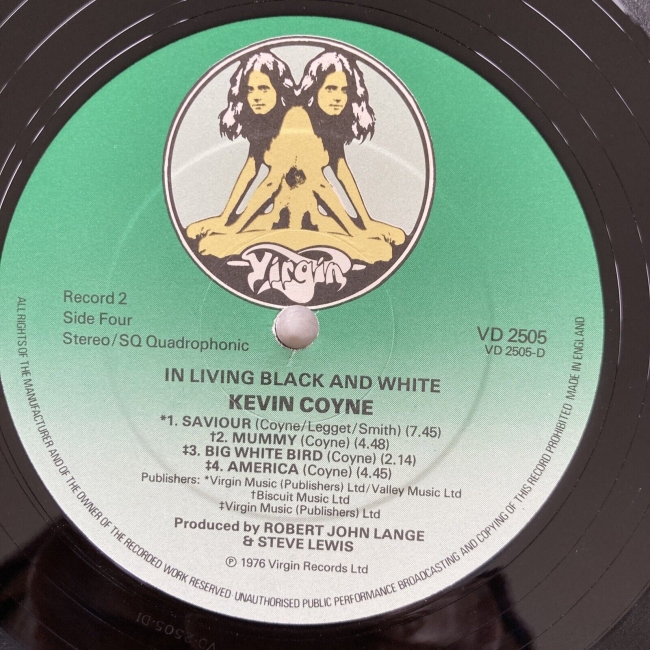 Virgin
Record 2
Side Four
Stereo/SQ Quadrophonic
VD 2505
VD 2505-D
IN LIVING BLACK AND WHITE
KEVIN COYNE
*1. SAVIOUR (Coyne/Legget/Smith) (7.45)
†2. MUMMY (Coyne) (4.48)
‡3. BIG WHITE BIRD (Coyne) (2.14)
‡4. AMERICA (Coyne) (4.45)
Publishers: *Virgin Music (Publishers) Ltd/Valley Music Ltd
†Biscuit Music Ltd
‡Virgin Music (Publishers) Ltd
Produced by ROBERT JOHN LANGE
& STEVE LEWIS
℗ 1976 Virgin Records Ltd
ALL RIGHTS OF THE MANUFACTURER AND OF THE OWNER OF THE RECORDED WORK RESERVED UNAUTHORISED PUBLIC PERFORMANCE BROADCASTING AND COPYING OF THIS RECORD PROHIBITED MADE IN ENGLAND